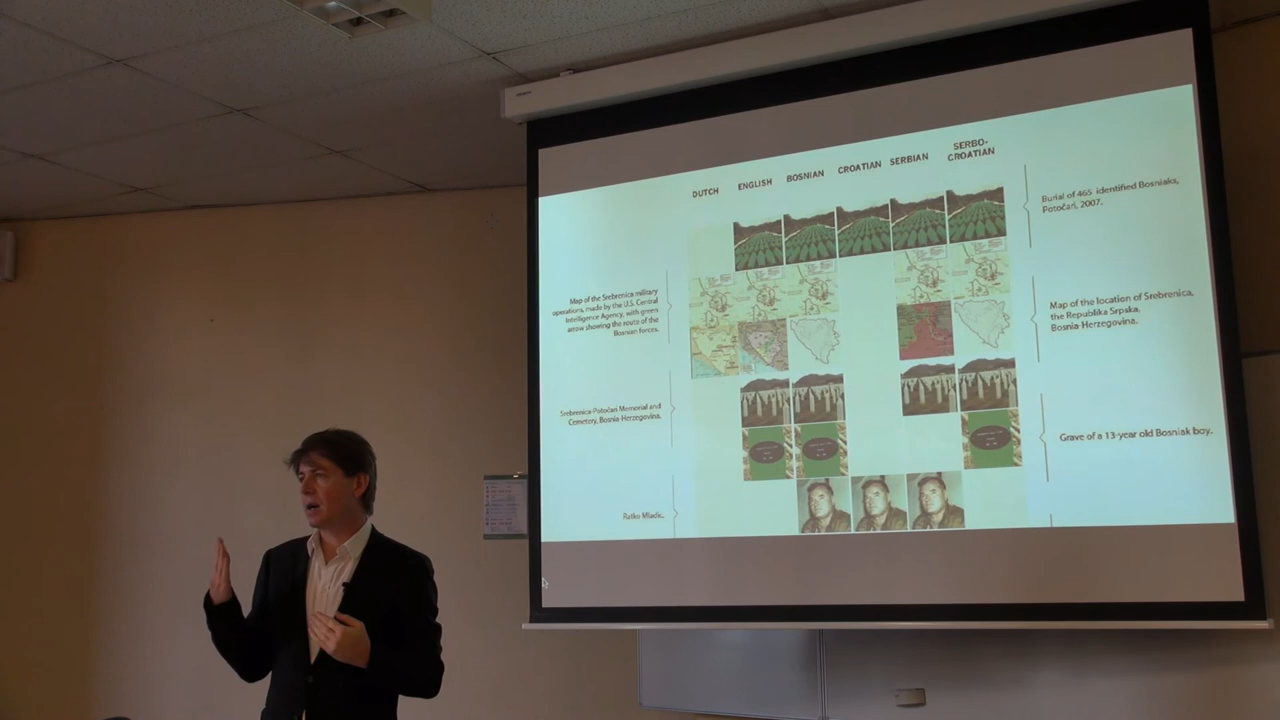 DUTCH
ENGLISH
BOSNIAN
CROATIAN
SERBIAN
SERBO-
CROATIAN
Burial of 465 identified Bosniaks,
Potočari, 2007.
Map of the Srebrenica military
operations, made by the U.S. Central
Intelligence Agency, with green
arrow showing the route of the
Bosnian forces.
Map of the location of Srebrenica,
the Republika Srpska,
Bosnia-Herzegovina.
Srebrenica-Potočari Memorial and
Cemetery, Bosnia-Herzegovina.
Grave of a 13-year old Bosniak boy.
Ratko Mladic.